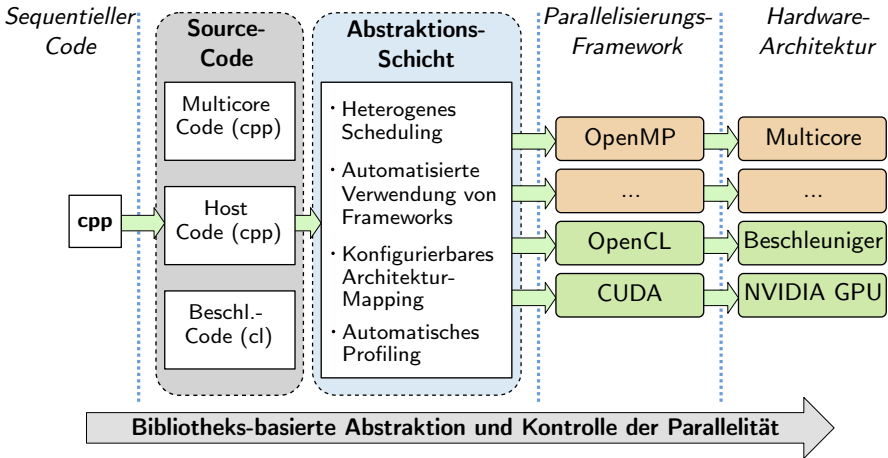 Sequentieller
Code
Source-
Code
Abstraktions-
Schicht
Parallelisierungs-
Framework
Hardware-
Architektur
cpp
Multicore
Code (cpp)
Host
Code (cpp)
Beschl.-
Code (cl)
· Heterogenes
Scheduling
· Automatisierte
Verwendung von
Frameworks
· Konfigurierbares
Architektur-
Mapping
· Automatisches
Profiling
OpenMP
Multicore
...
...
OpenCL
Beschleuniger
CUDA
NVIDIA GPU
Bibliotheks-basierte Abstraktion und Kontrolle der Parallelität